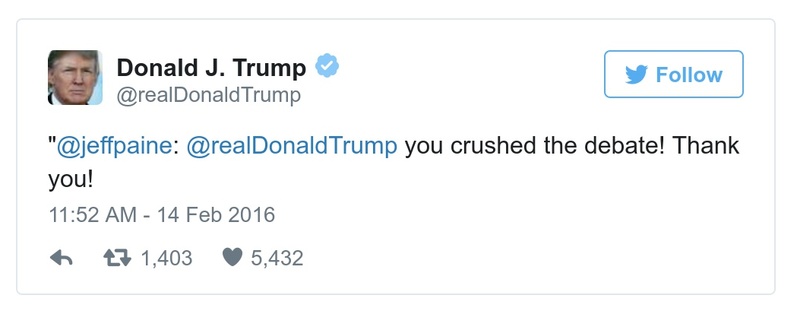 Donald J. Trump
@realDonaldTrump
Follow
"@jeffpaine: @realDonaldTrump you crushed the debate! Thank
you!
11:52 AM - 14 Feb 2016
1,403 5,432